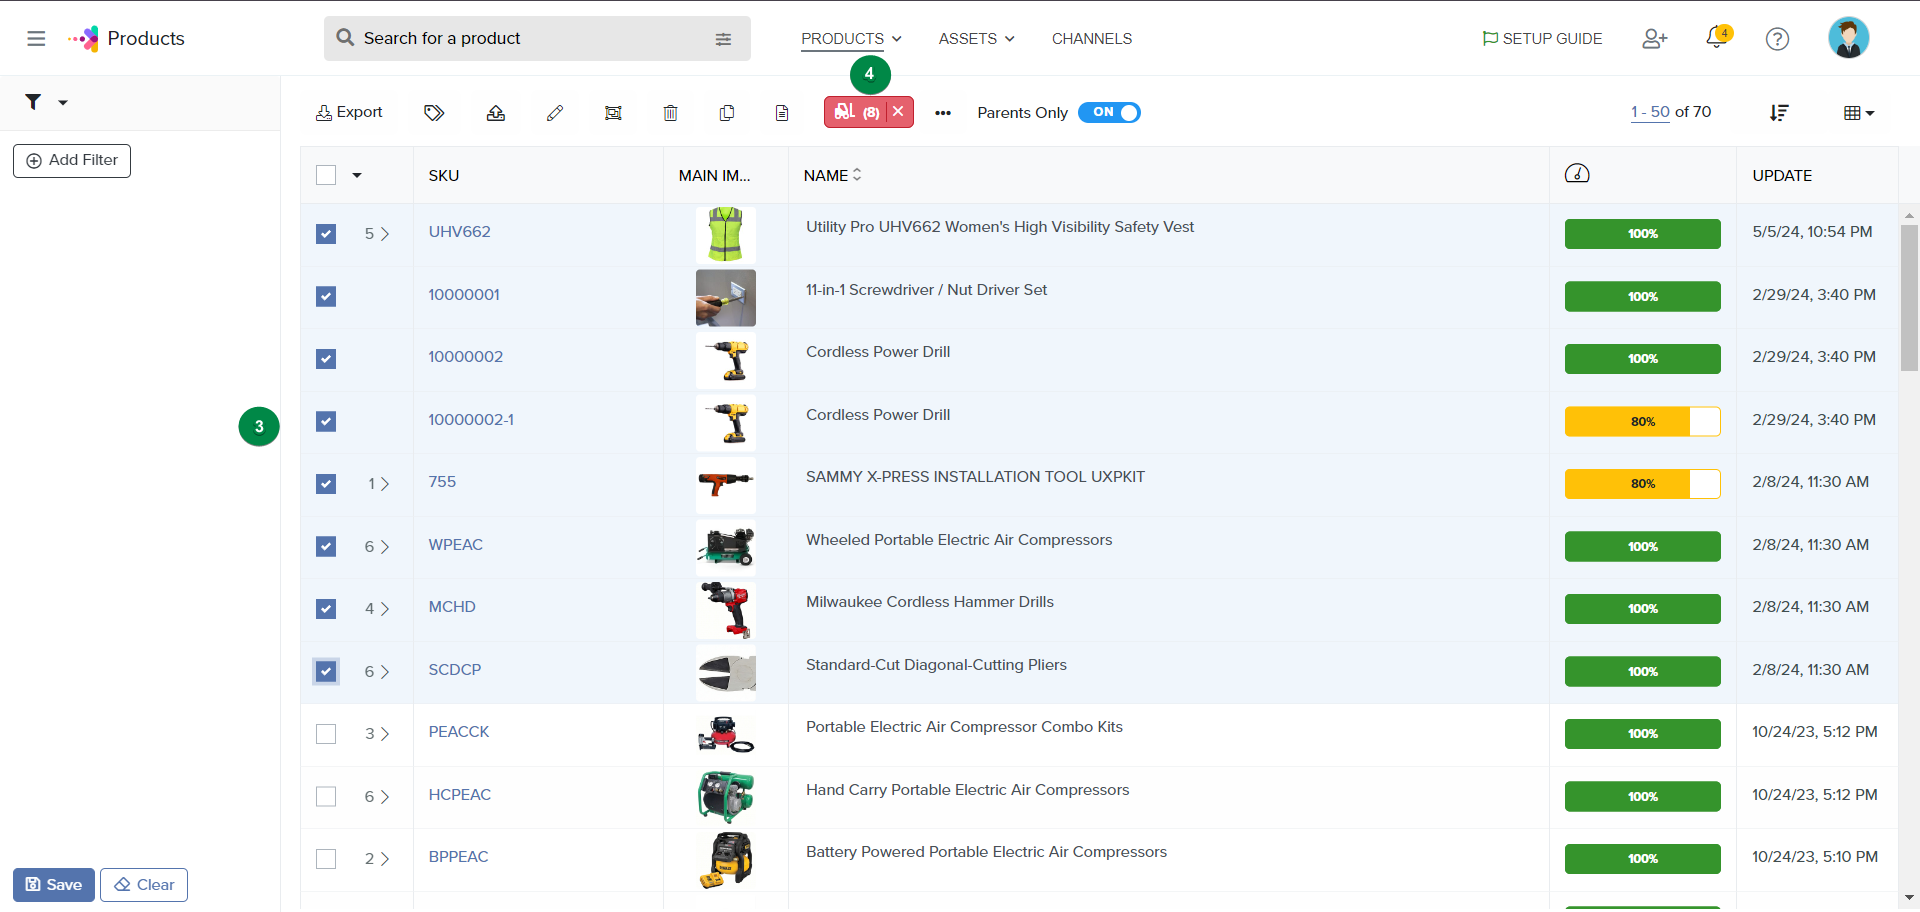 Products
Search for a product
PRODUCTS
ASSETS
CHANNELS
SETUP GUIDE
4
4
Export
(8)
Parents Only
ON
1 - 50 of 70
Add Filter
SKU
MAIN IM...
NAME
UPDATE
5
UHV662
Utility Pro UHV662 Women's High Visibility Safety Vest
100%
5/5/24, 10:54 PM
10000001
11-in-1 Screwdriver / Nut Driver Set
100%
2/29/24, 3:40 PM
10000002
Cordless Power Drill
100%
2/29/24, 3:40 PM
3
10000002-1
Cordless Power Drill
80%
2/29/24, 3:40 PM
1
755
SAMMY X-PRESS INSTALLATION TOOL UXPKIT
80%
2/8/24, 11:30 AM
6
WPEAC
Wheeled Portable Electric Air Compressors
100%
2/8/24, 11:30 AM
4
MCHD
Milwaukee Cordless Hammer Drills
100%
2/8/24, 11:30 AM
6
SCDCP
Standard-Cut Diagonal-Cutting Pliers
100%
2/8/24, 11:30 AM
3
PEACCK
Portable Electric Air Compressor Combo Kits
100%
10/24/23, 5:12 PM
6
HCPEAC
Hand Carry Portable Electric Air Compressors
100%
10/24/23, 5:12 PM
2
BPPEAC
Battery Powered Portable Electric Air Compressors
100%
10/24/23, 5:10 PM
Save
Clear